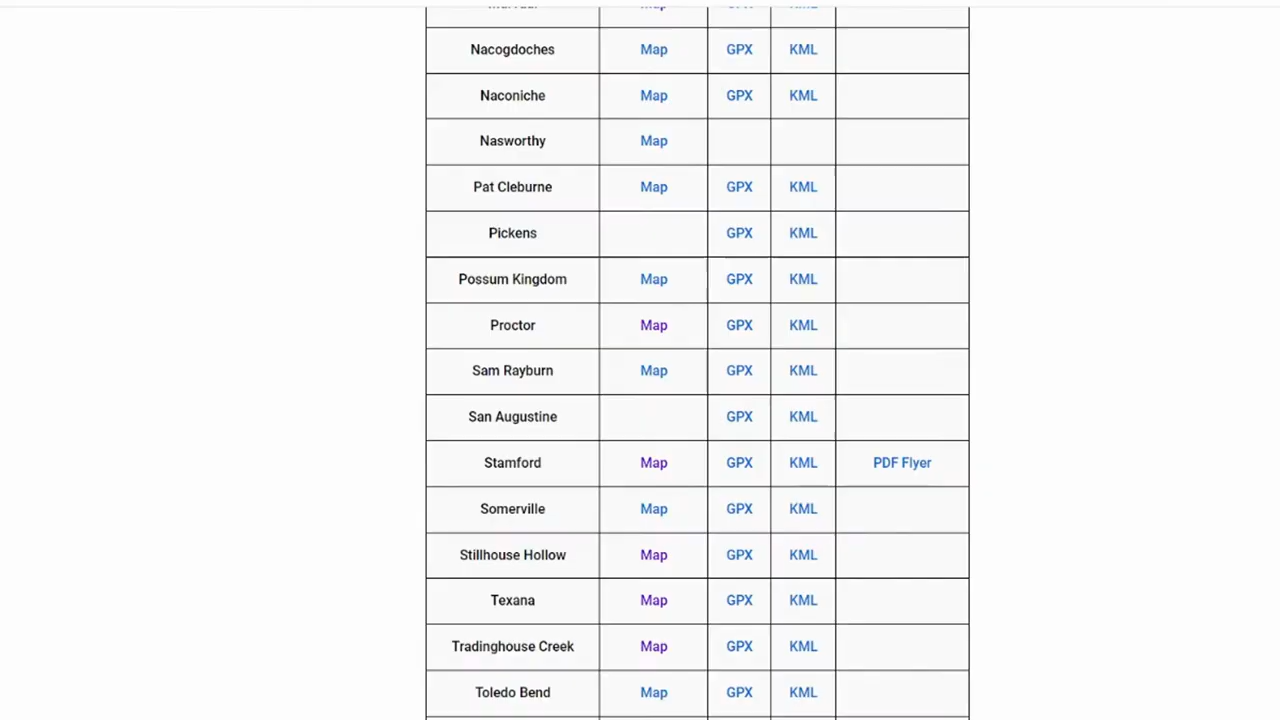 Nacogdoches Map GPX KML
Naconiche Map GPX KML
Nasworthy Map
Pat Cleburne Map GPX KML
Pickens GPX KML
Possum Kingdom Map GPX KML
Proctor Map GPX KML
Sam Rayburn Map GPX KML
San Augustine GPX KML
Stamford Map GPX KML PDF Flyer
Somerville Map GPX KML
Stillhouse Hollow Map GPX KML
Texana Map GPX KML
Tradinghouse Creek Map GPX KML
Toledo Bend Map GPX KML